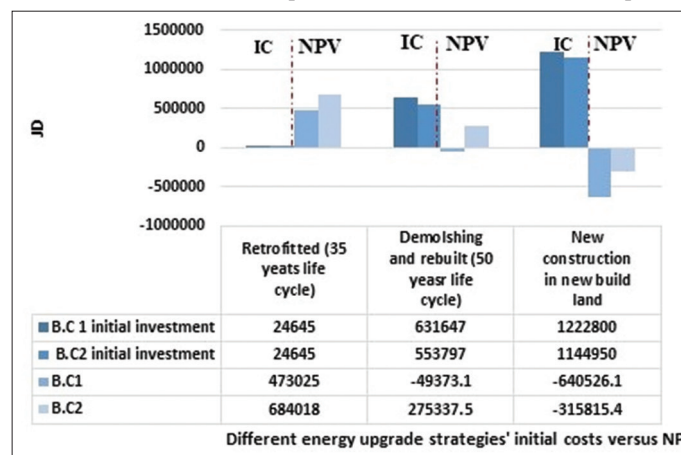 1500000
IC NPV IC NPV IC NPV
1000000
500000
0
-500000
-1000000
JD
Retrofitted (35
yeats life
cycle)
Demolshing
and rebuilt (50
yeasr life
cycle)
New
construction
in new build
land
B.C 1 initial investment 24645 631647 1222800
B.C2 initial investment 24645 553797 1144950
B.C1 473025 -49373.1 -640526.1
B.C2 684018 275337.5 -315815.4
Different energy upgrade strategies' initial costs versus NP